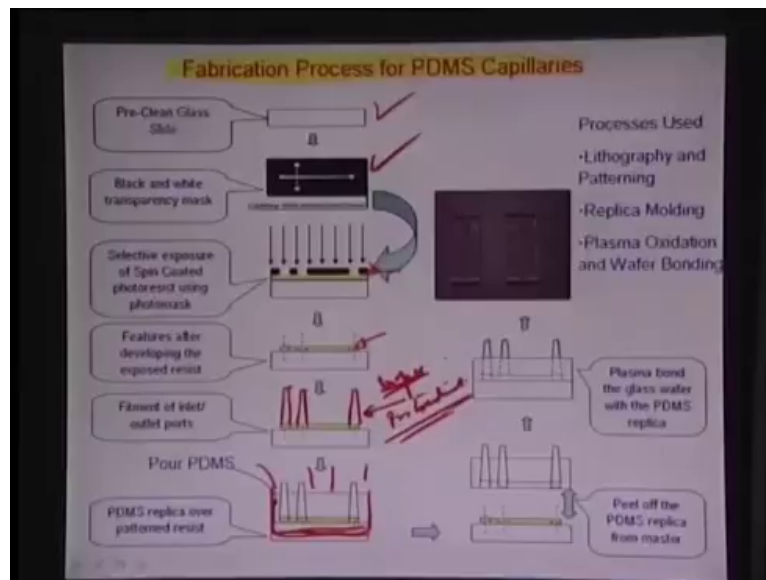 Fabrication Process for PDMS Capillaries
Pre-Clean Glass
Slide
Black and white
transparency mask
Selective exposure
of Spin Coated
photoresist using
photomask
Features after
developing the
exposed resist
Fitment of inlet/
outlet ports
Pour PDMS
PDMS replica over
patterned resist
Processes Used
•Lithography and
Patterning
•Replica Molding
•Plasma Oxidation
and Wafer Bonding
Plasma bond
the glass wafer
with the PDMS
replica
Peel off the
PDMS replica
from master